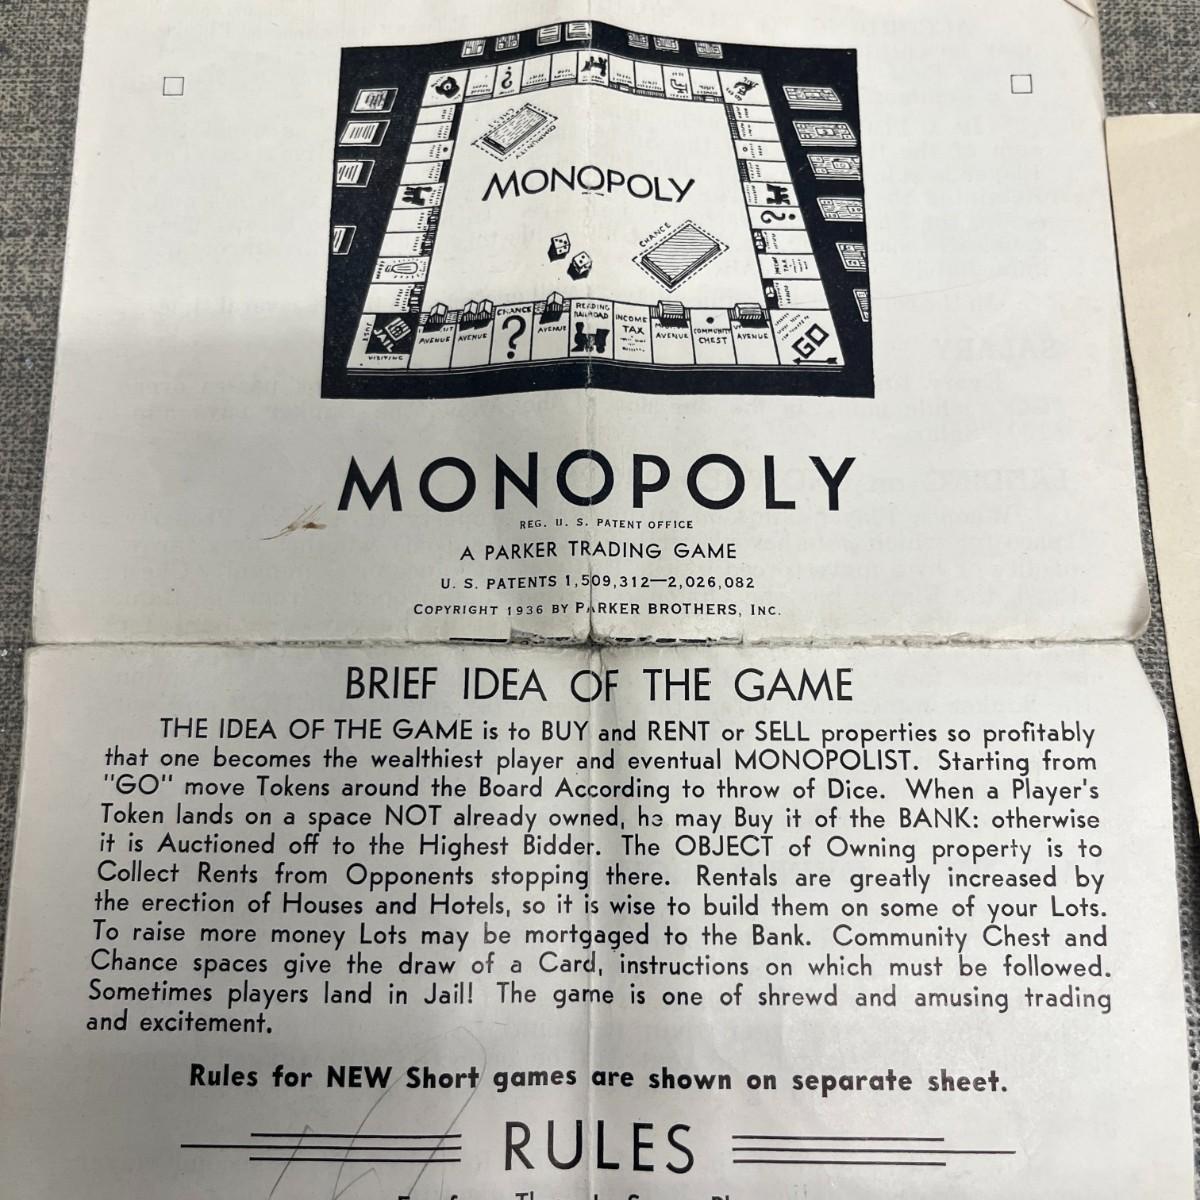 COMMUNITY CHEST
MONOPOLY
CHANCE
JUST
JAIL
VISITING
AVENUE
AVENUE
CHANCE
?
AVENUE
READING
RAILROAD
INCOME
TAX
AVENUE
COMMUNITY
CHEST
AVENUE
GO
MONOPOLY
REG. U. S. PATENT OFFICE
A PARKER TRADING GAME
U. S. PATENTS 1,509,312—2,026,082
COPYRIGHT 1936 BY PARKER BROTHERS, INC.
BRIEF IDEA OF THE GAME
THE IDEA OF THE GAME is to BUY and RENT or SELL properties so profitably
that one becomes the wealthiest player and eventual MONOPOLIST. Starting from
"GO" move Tokens around the Board According to throw of Dice. When a Player's
Token lands on a space NOT already owned, he may Buy it of the BANK: otherwise
it is Auctioned off to the Highest Bidder. The OBJECT of Owning property is to
Collect Rents from Opponents stopping there. Rentals are greatly increased by
the erection of Houses and Hotels, so it is wise to build them on some of your Lots.
To raise more money Lots may be mortgaged to the Bank. Community Chest and
Chance spaces give the draw of a Card, instructions on which must be followed.
Sometimes players land in Jail! The game is one of shrewd and amusing trading
and excitement.
Rules for NEW Short games are shown on separate sheet.
RULES